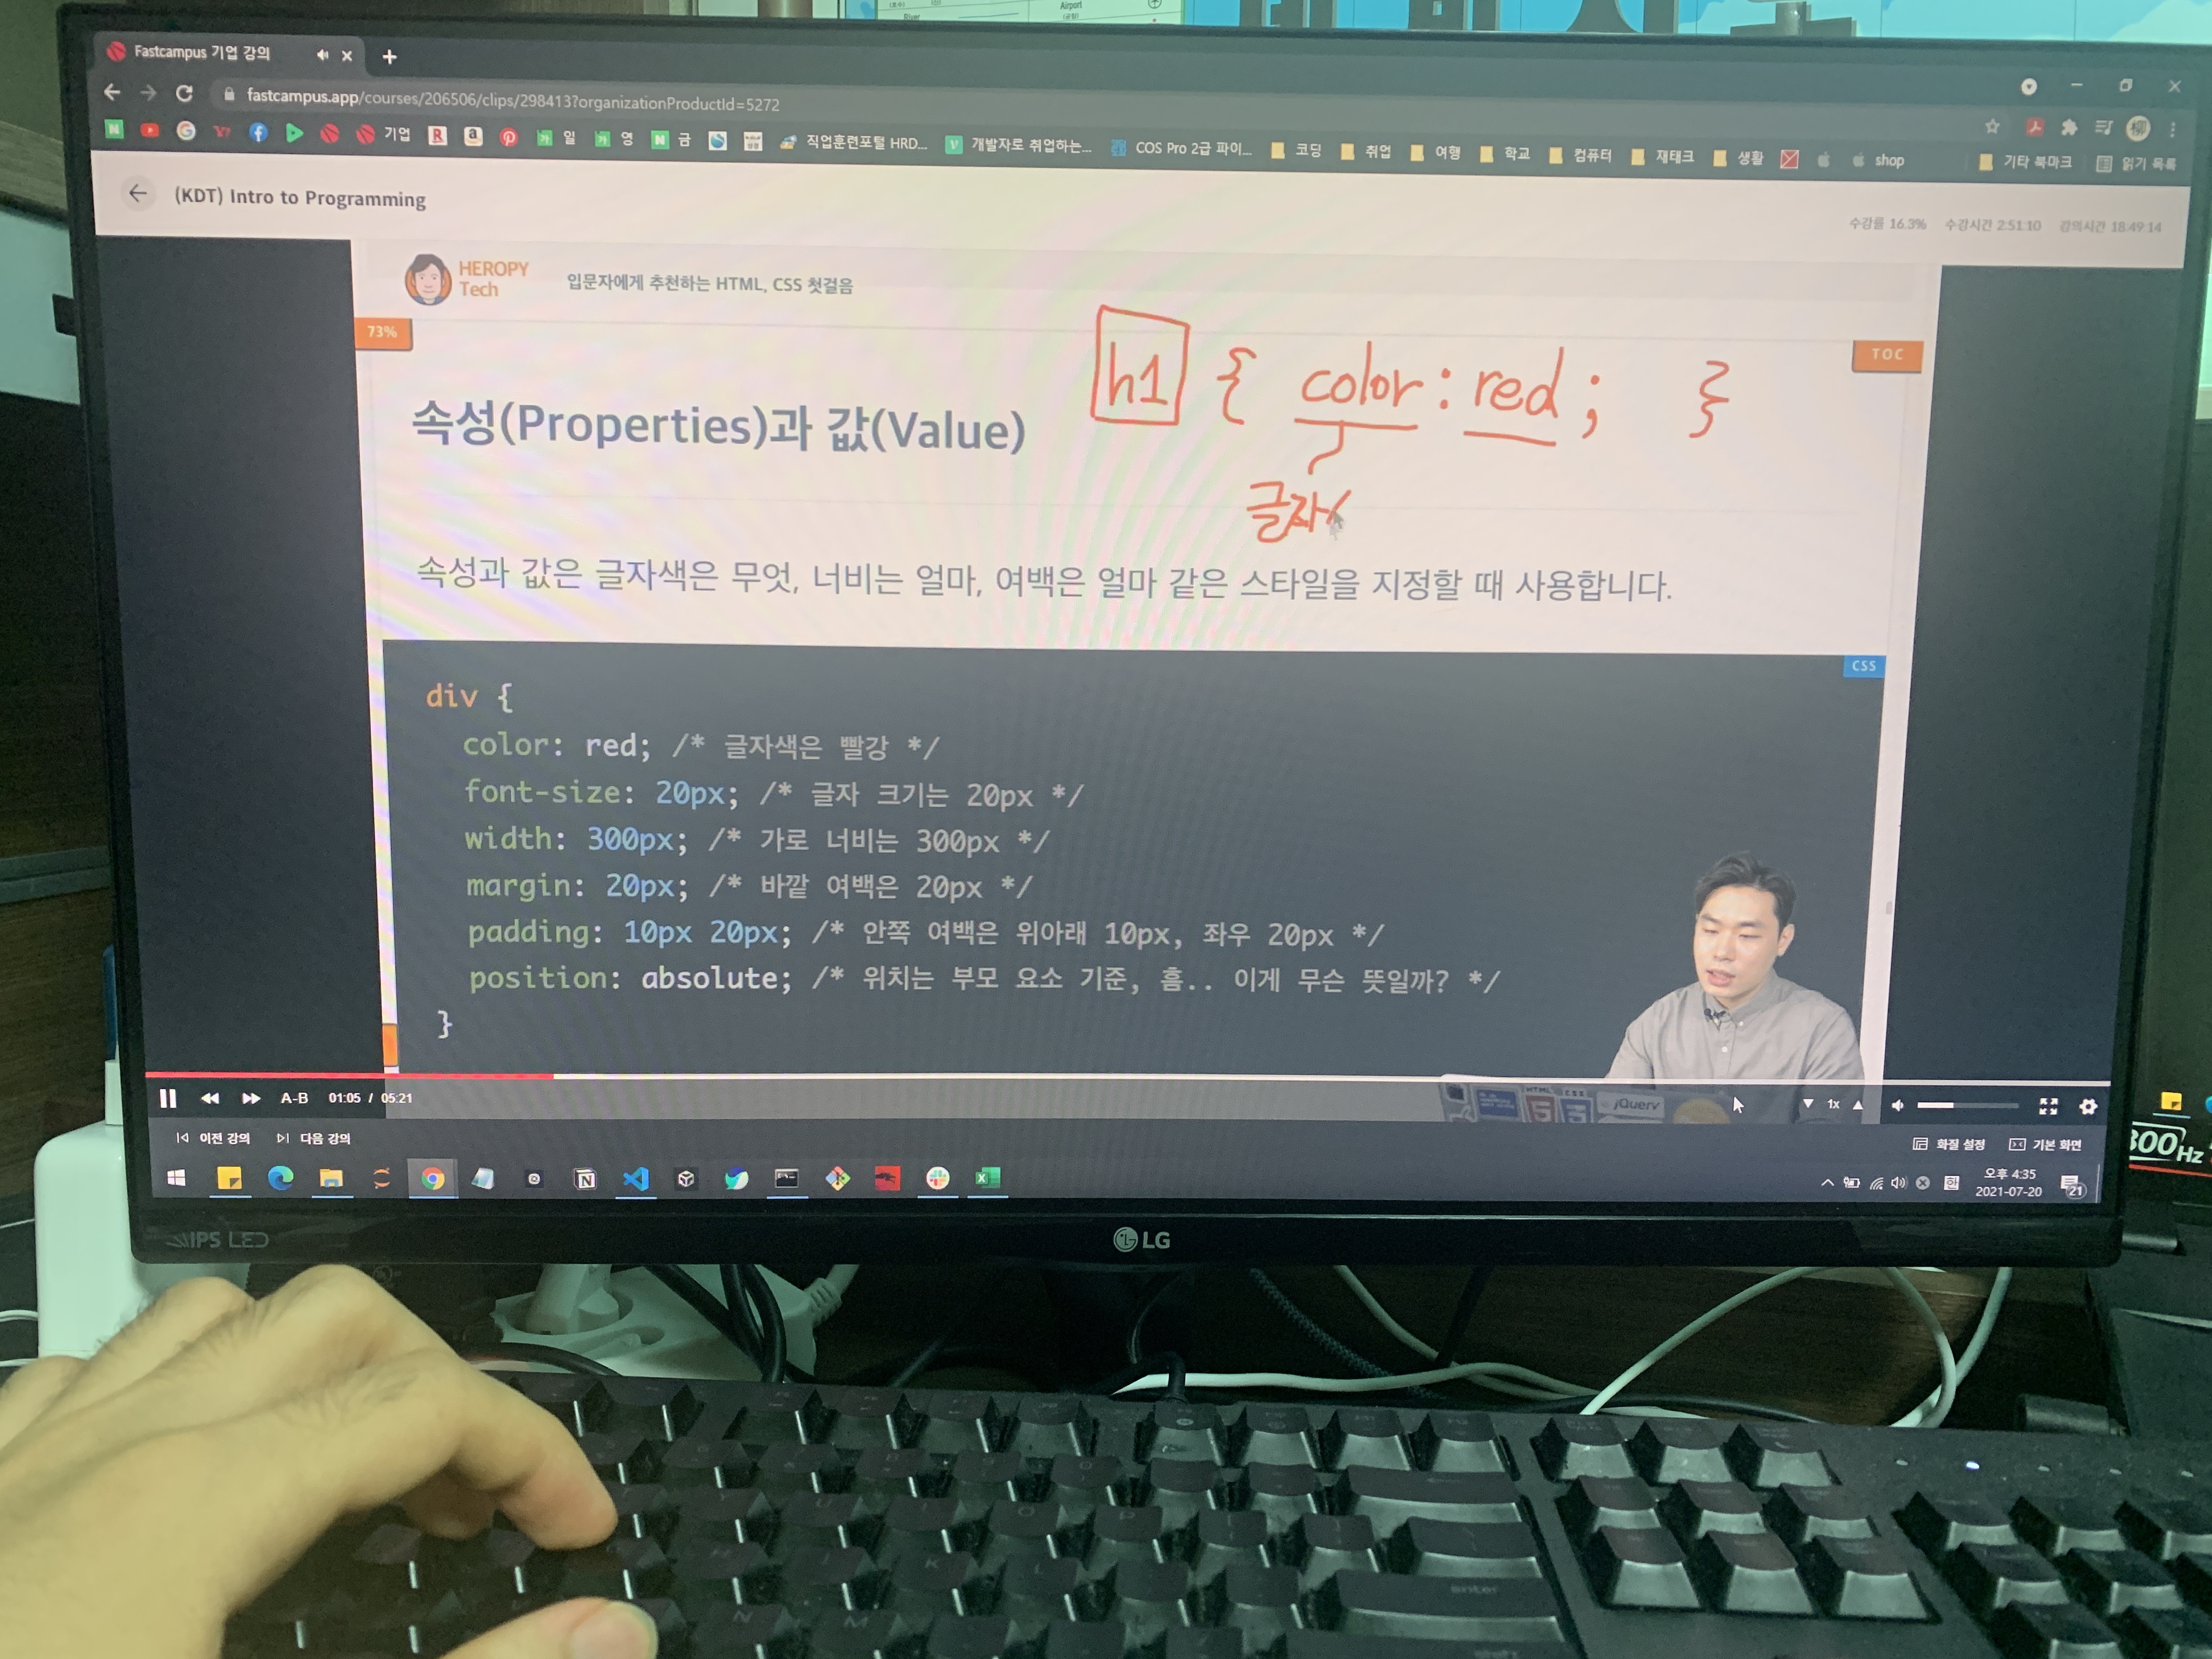 River
Airport
Fastcampus 기업 강의
fastcampus.app/courses/206506/clips/298413?organizationProductId=5272
기업
일
영
금
직업훈련포털 HRD...
개발자로 취업하는...
COS Pro 2급 파이...
코딩
취업
여행
학교
컴퓨터
재태크
생활
shop
기타 북마크
읽기 목록
(KDT) Intro to Programming
수강률 16.3% 수강시간 2:51:10 강의시간 18:49:14
HEROPY
Tech
입문자에게 추천하는 HTML, CSS 첫걸음
73%
TOC
h1 { color : red ; }
글자
속성(Properties)과 값(Value)
속성과 값은 글자색은 무엇, 너비는 얼마, 여백은 얼마 같은 스타일을 지정할 때 사용합니다.
CSS
div {
color: red; /* 글자색은 빨강 */
font-size: 20px; /* 글자 크기는 20px */
width: 300px; /* 가로 너비는 300px */
margin: 20px; /* 바깥 여백은 20px */
padding: 10px 20px; /* 안쪽 여백은 위아래 10px, 좌우 20px */
position: absolute; /* 위치는 부모 요소 기준, 흠.. 이게 무슨 뜻일까? */
}
HTML CSS
jQuery
A-B 01:05 / 05:21
1x
이전 강의 다음 강의
화질 설정 기본 화면
오후 4:35
2021-07-20
21
한
IPS LED
LG
300Hz